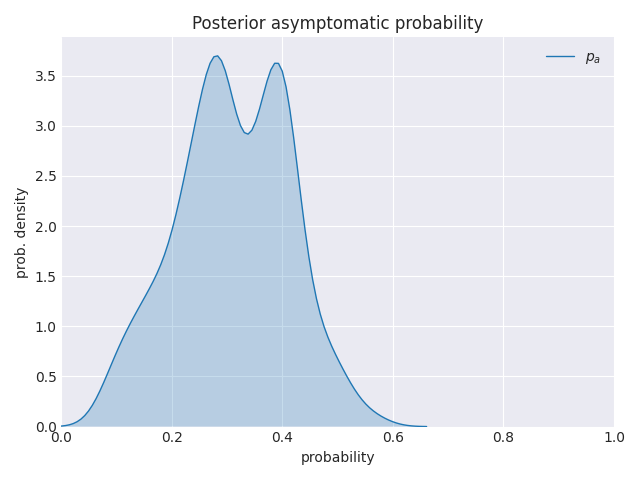 Posterior asymptomatic probability
pₐ
prob. density
3.5
3.0
2.5
2.0
1.5
1.0
0.5
0.0
0.0 0.2 0.4 0.6 0.8 1.0
probability